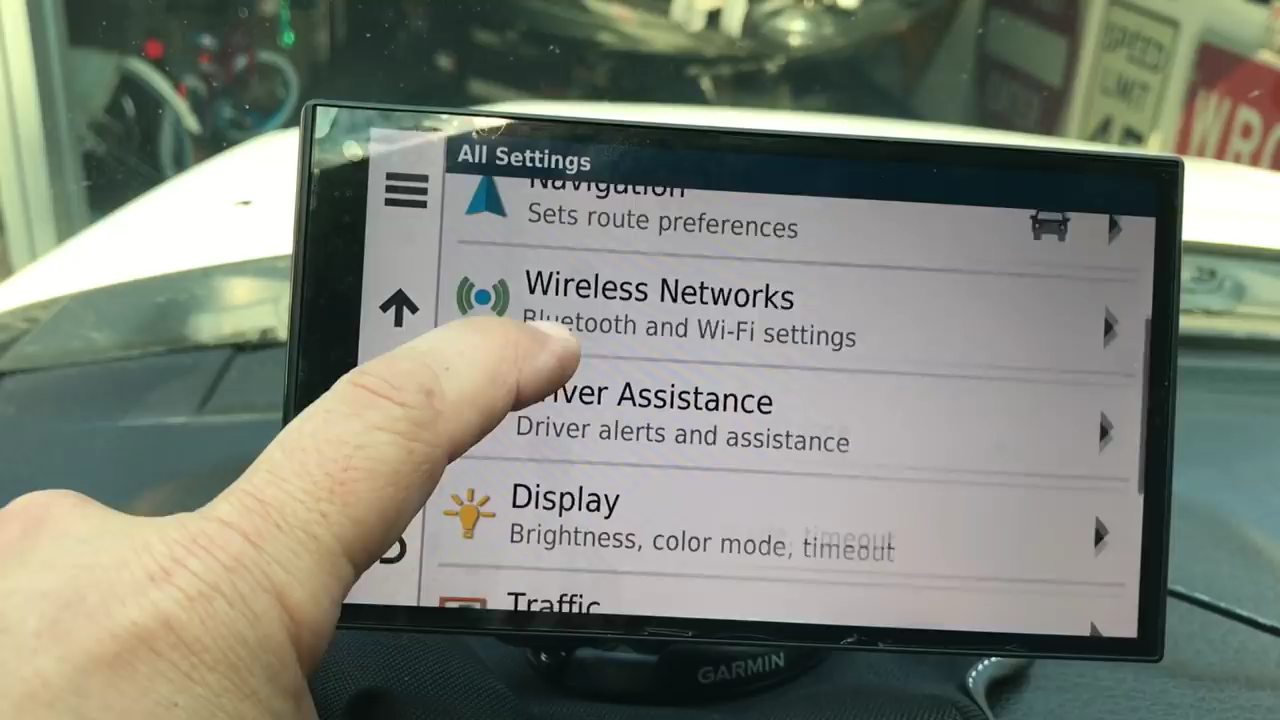 SPEED
LIMIT
WRO
All Settings
Navigation
Sets route preferences
Wireless Networks
Bluetooth and Wi-Fi settings
Driver Assistance
Driver alerts and assistance
Display
Brightness, color mode, timeout
Traffic
GARMIN